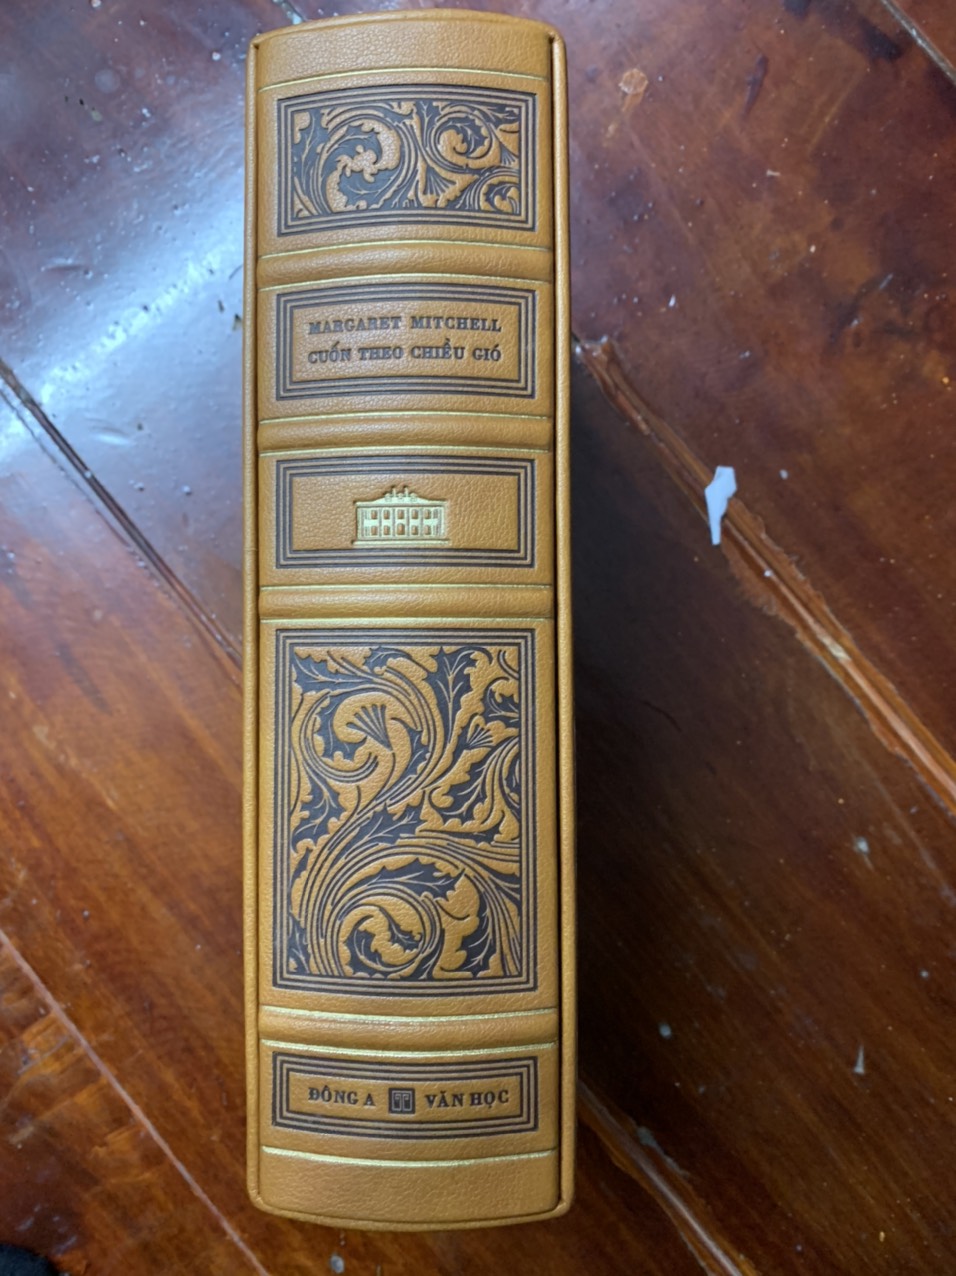 MARGARET MITCHELL
CUỐN THEO CHIỀU GIÓ
ĐÔNG A VĂN HỌC